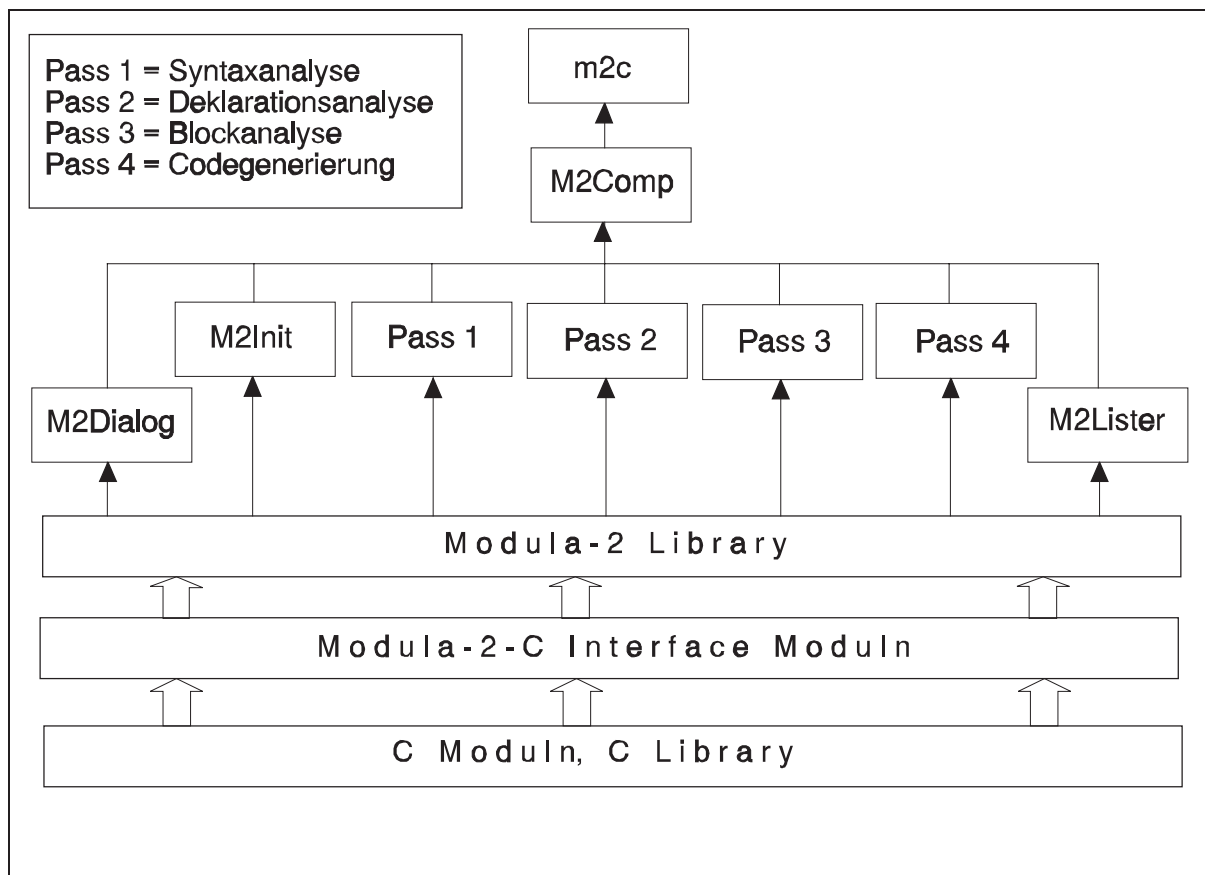 Pass 1 = Syntaxanalyse
Pass 2 = Deklarationsanalyse
Pass 3 = Blockanalyse
Pass 4 = Codegenerierung
m2c
M2Comp
M2Init
Pass 1
Pass 2
Pass 3
Pass 4
M2Dialog
M2Lister
Modula-2 Library
Modula-2-C Interface Moduln
C Moduln, C Library